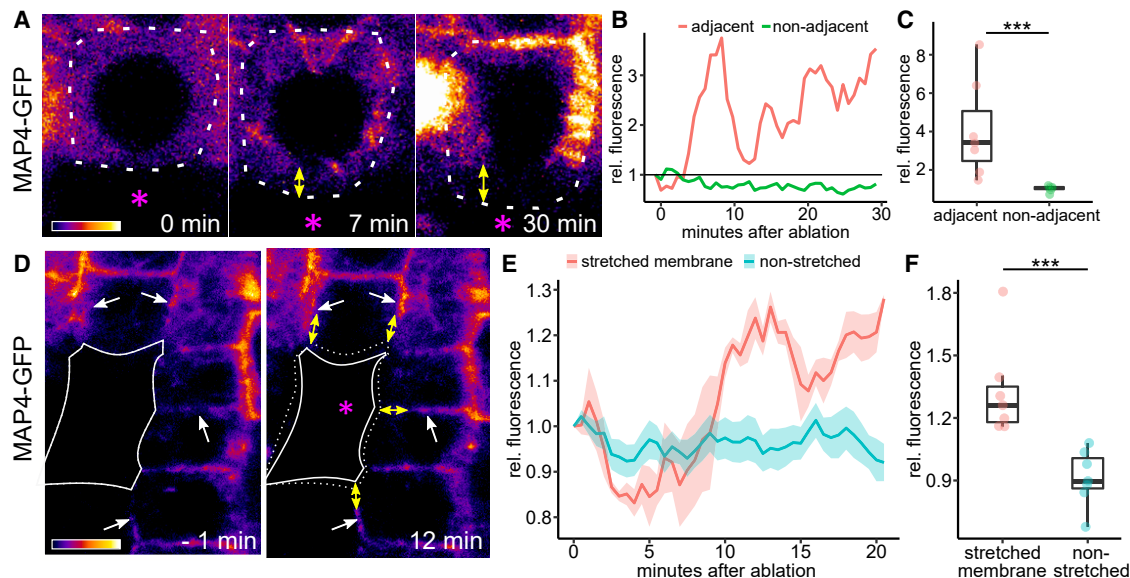 A
MAP4-GFP
*
0 min
*
7 min
*
30 min
B
adjacent
non-adjacent
rel. fluorescence
3
2
1
0
10
20
30
minutes after ablation
C
***
rel. fluorescence
8
6
4
2
adjacent non-adjacent
D
MAP4-GFP
- 1 min
*
12 min
E
stretched membrane
non-stretched
rel. fluorescence
1.3
1.2
1.1
1.0
0.9
0.8
0
5
10
15
20
minutes after ablation
F
***
rel. fluorescence
1.8
1.5
1.2
0.9
stretched
membrane
non-
stretched